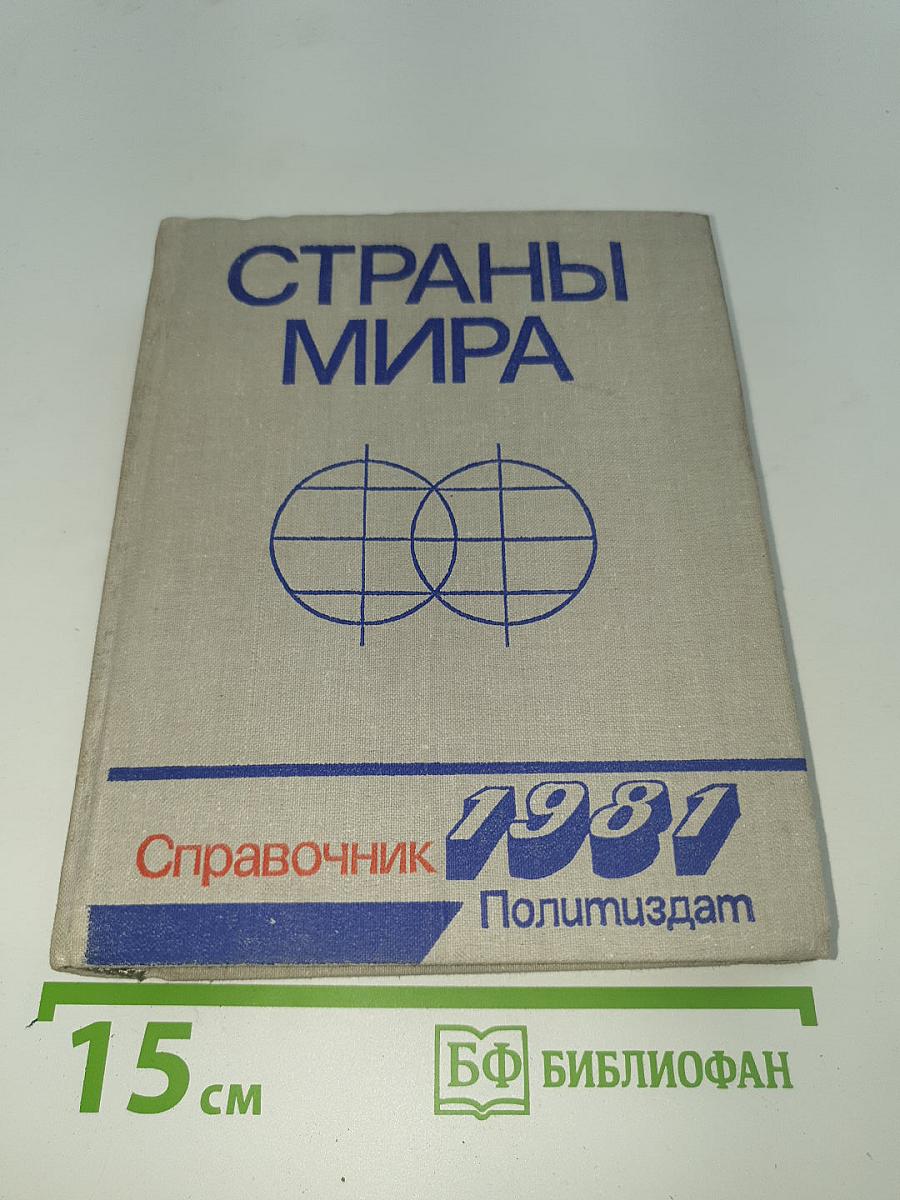 СТРАНЫ
МИРА
1981
Справочник
Политиздат
15 см
БФ БИБЛИОФАН